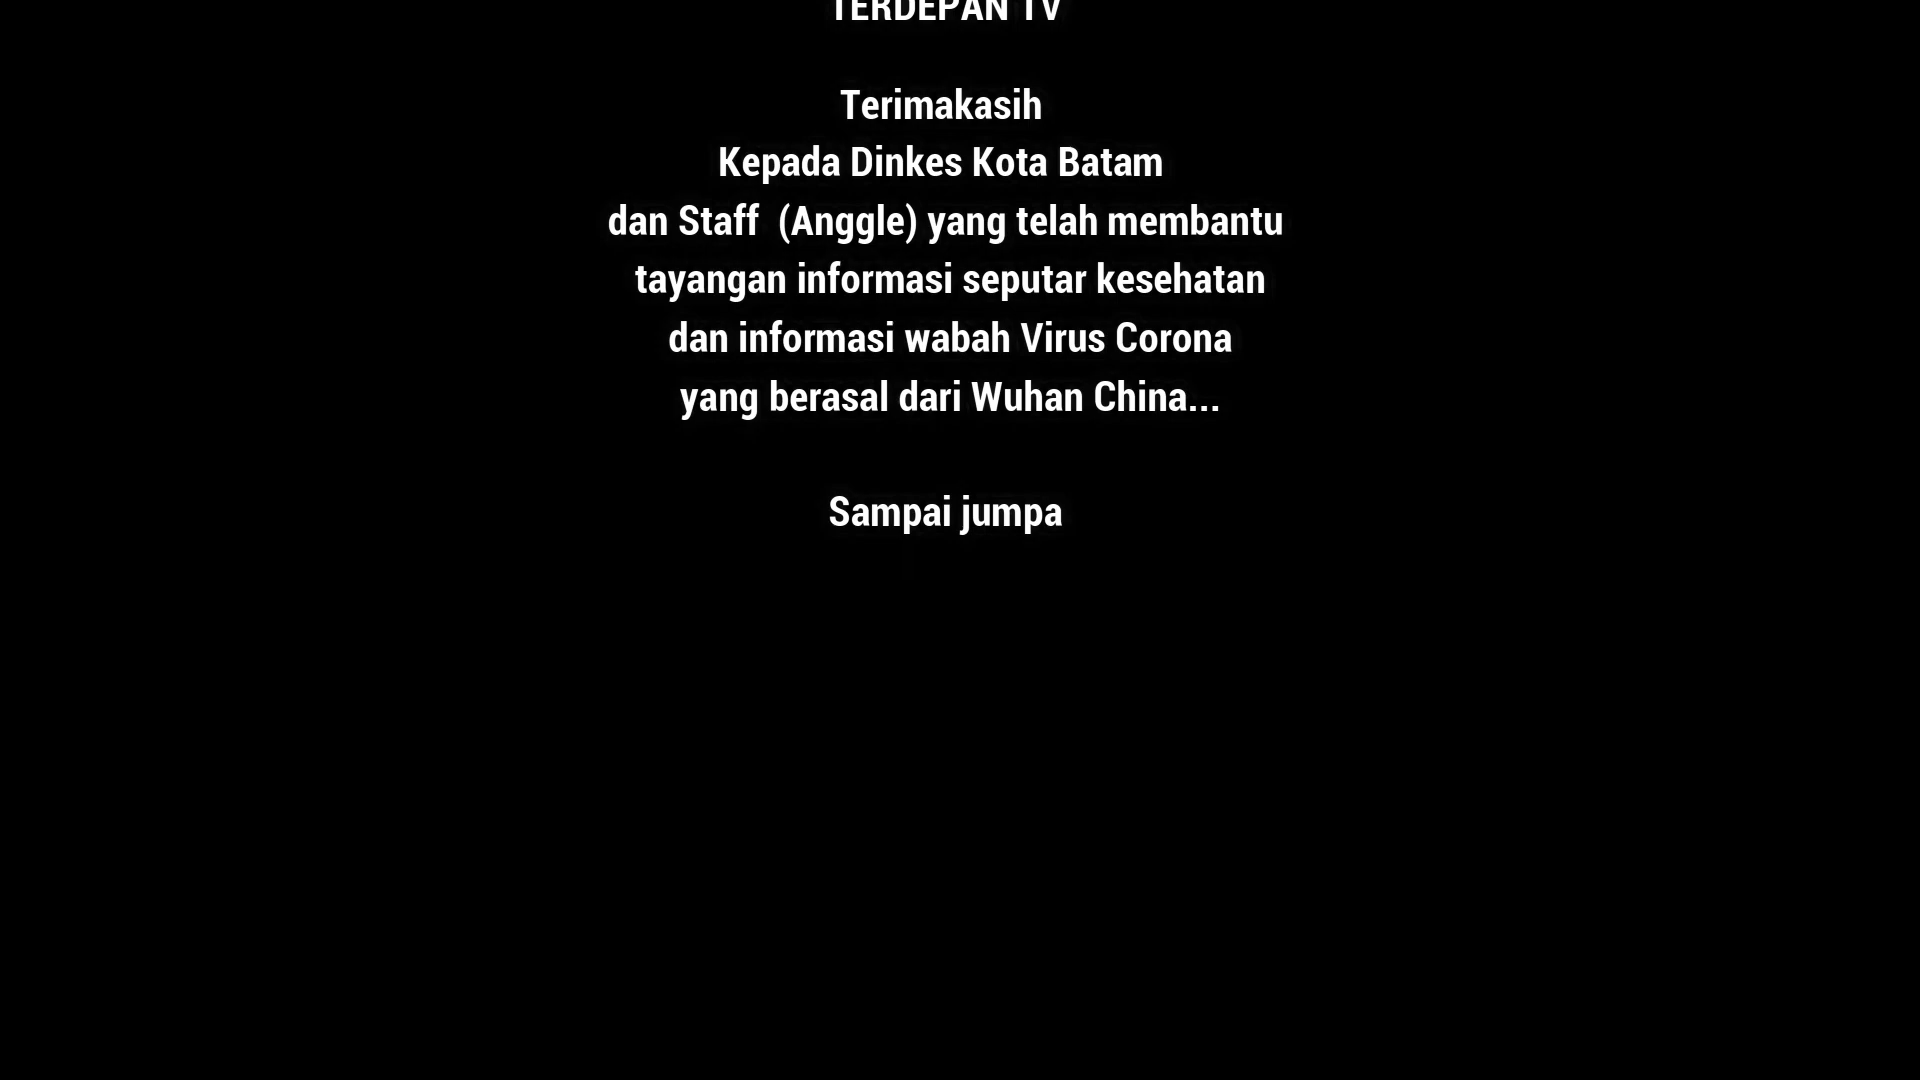 TERDEPAN TV
Terimakasih
Kepada Dinkes Kota Batam
dan Staff (Anggle) yang telah membantu
tayangan informasi seputar kesehatan
dan informasi wabah Virus Corona
yang berasal dari Wuhan China...
Sampai jumpa